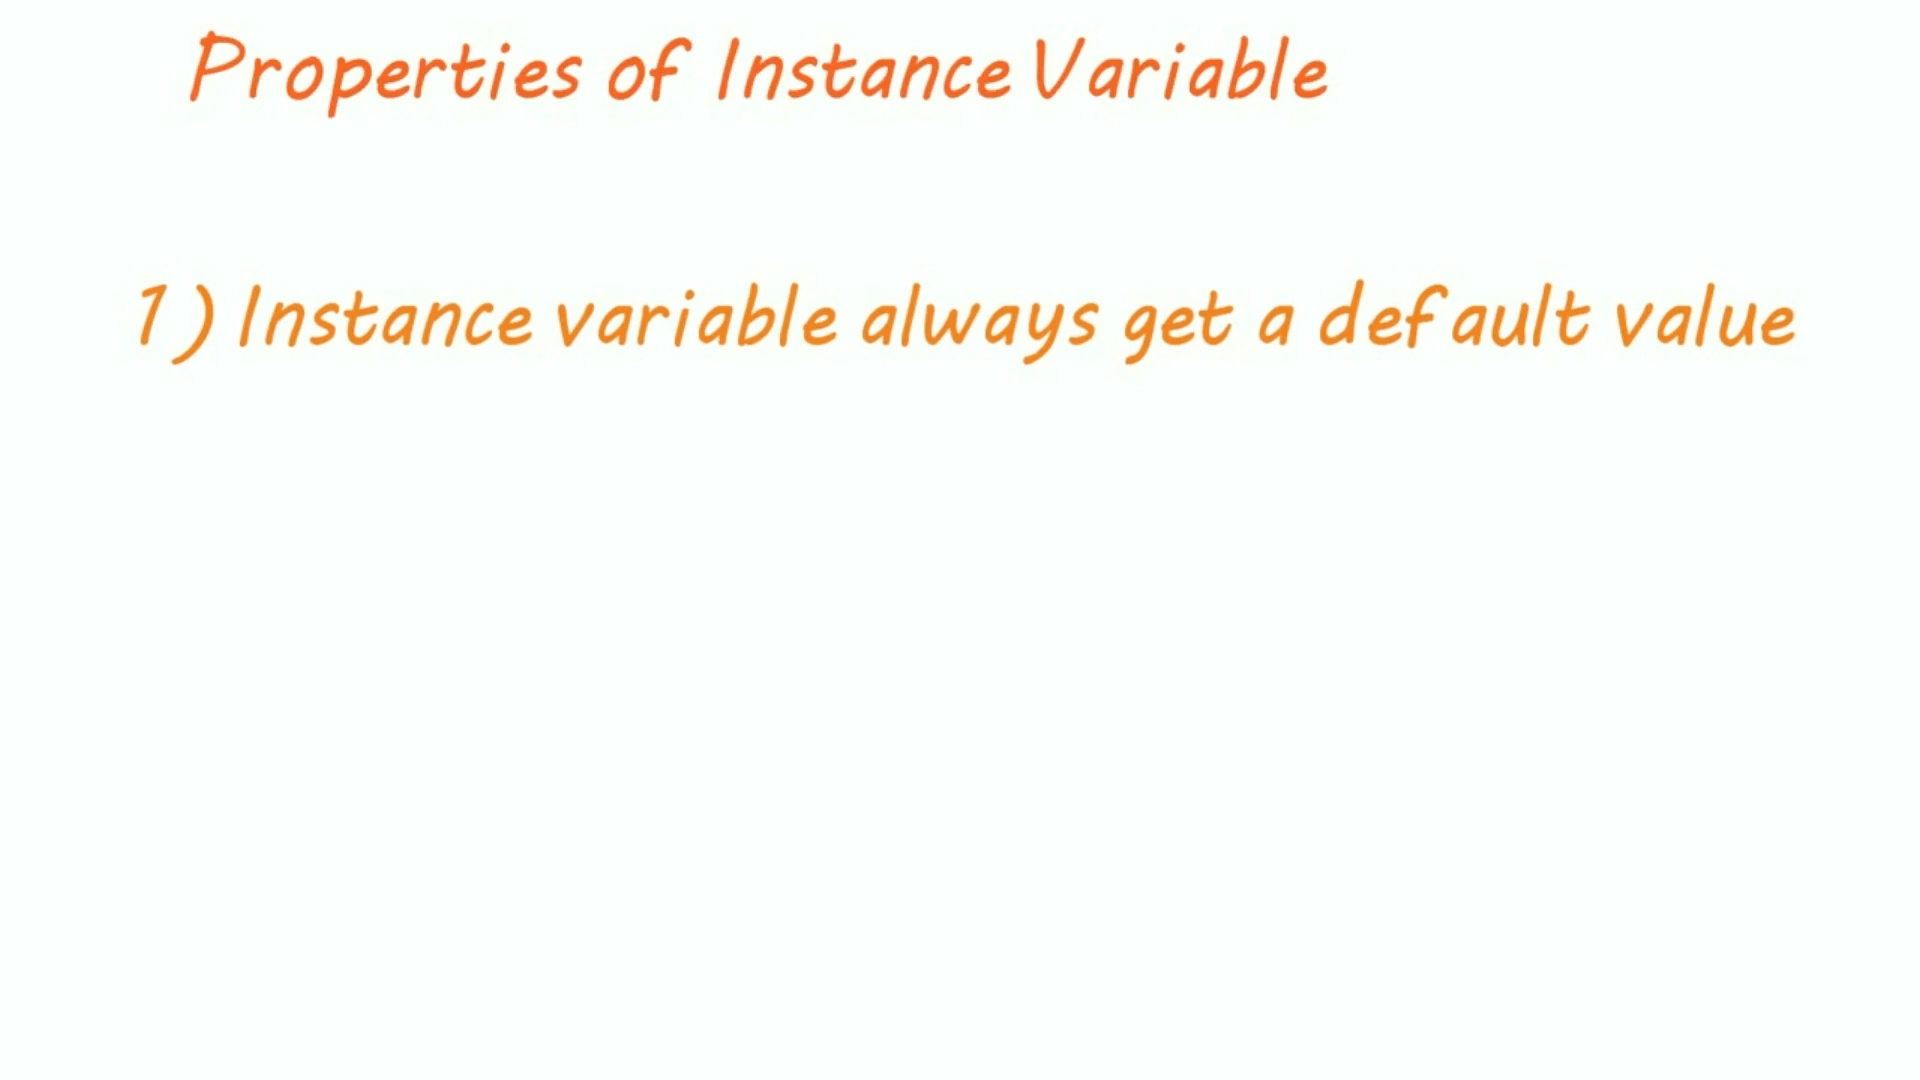 Properties of Instance Variable
1) Instance variable always get a default value